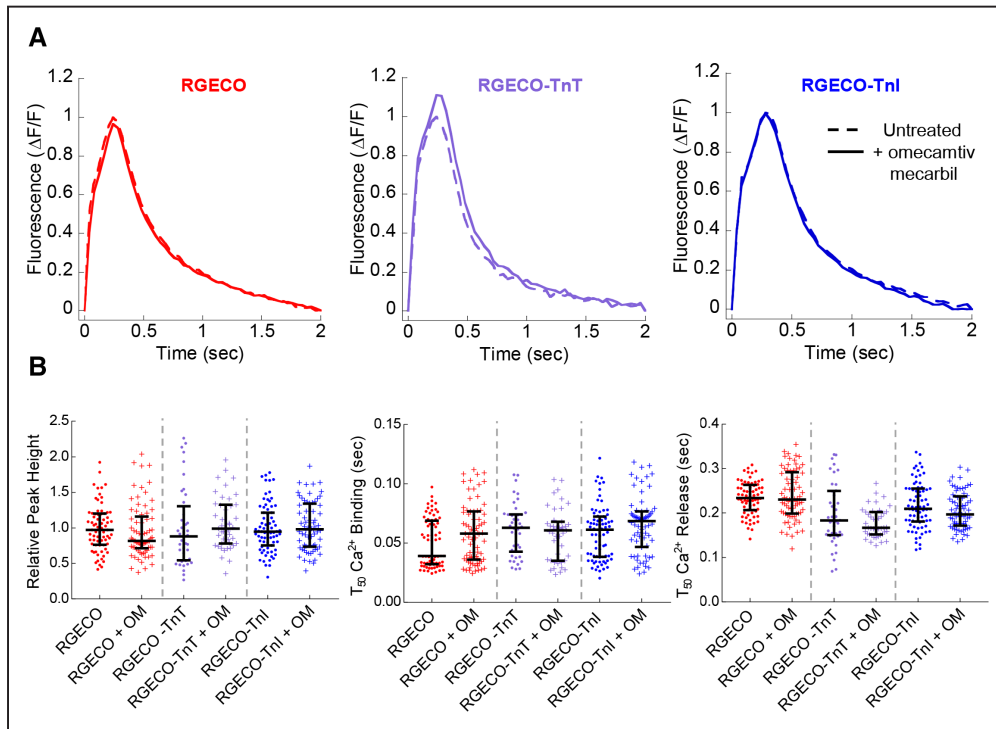 A
RGECO
Fluorescence (ΔF/F)
1.2
1
0.8
0.6
0.4
0.2
0
0
0.5
1
1.5
2
Time (sec)
RGECO-TnT
Fluorescence (ΔF/F)
1.2
1
0.8
0.6
0.4
0.2
0
0
0.5
1
1.5
2
Time (sec)
RGECO-TnI
Fluorescence (ΔF/F)
1.2
1
0.8
0.6
0.4
0.2
0
0
0.5
1
1.5
2
Time (sec)
Untreated
+ omecamtiv
mecarbil
B
Relative Peak Height
2.5
2.0
1.5
1.0
0.5
0.0
RGECO
RGECO + OM
RGECO -TnT
RGECO-TnT + OM
RGECO-TnI
RGECO-TnI + OM
T₅₀ Ca²⁺ Binding (sec)
0.15
0.10
0.05
0.00
RGECO
RGECO + OM
RGECO -TnT
RGECO-TnT + OM
RGECO-TnI
RGECO-TnI + OM
T₅₀ Ca²⁺ Release (sec)
0.4
0.3
0.2
0.1
0.0
RGECO
RGECO + OM
RGECO -TnT
RGECO-TnT + OM
RGECO-TnI
RGECO-TnI + OM